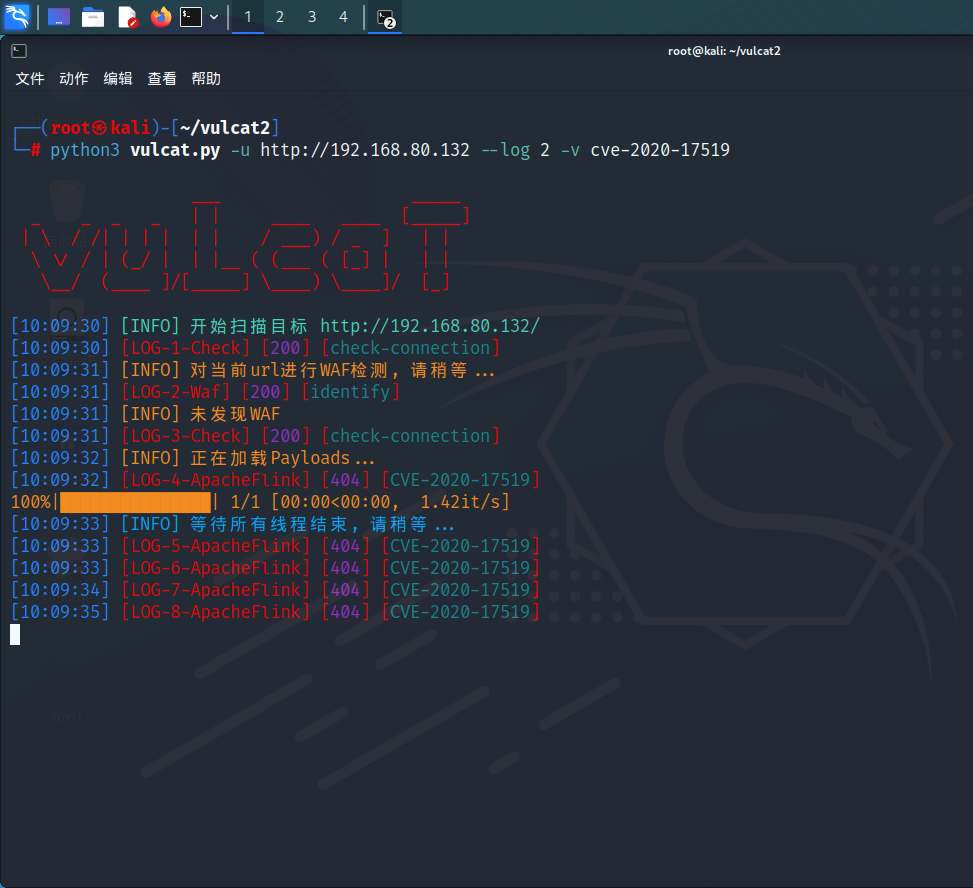 1 2 3 4 2
root@kali: ~/vulcat2
文件 动作 编辑 查看 帮助
┌──(root㉿kali)-[~/vulcat2]
└─# python3 vulcat.py -u http://192.168.80.132 --log 2 -v cve-2020-17519
vulcat
[10:09:30] [INFO] 开始扫描目标 http://192.168.80.132/
[10:09:30] [LOG-1-Check] [200] [check-connection]
[10:09:31] [INFO] 对当前url进行WAF检测, 请稍等...
[10:09:31] [LOG-2-Waf] [200] [identify]
[10:09:31] [INFO] 未发现WAF
[10:09:31] [LOG-3-Check] [200] [check-connection]
[10:09:32] [INFO] 正在加载Payloads...
[10:09:32] [LOG-4-ApacheFlink] [404] [CVE-2020-17519]
100%|███████████████| 1/1 [00:00<00:00,  1.42it/s]
[10:09:33] [INFO] 等待所有线程结束, 请稍等...
[10:09:33] [LOG-5-ApacheFlink] [404] [CVE-2020-17519]
[10:09:33] [LOG-6-ApacheFlink] [404] [CVE-2020-17519]
[10:09:34] [LOG-7-ApacheFlink] [404] [CVE-2020-17519]
[10:09:35] [LOG-8-ApacheFlink] [404] [CVE-2020-17519]